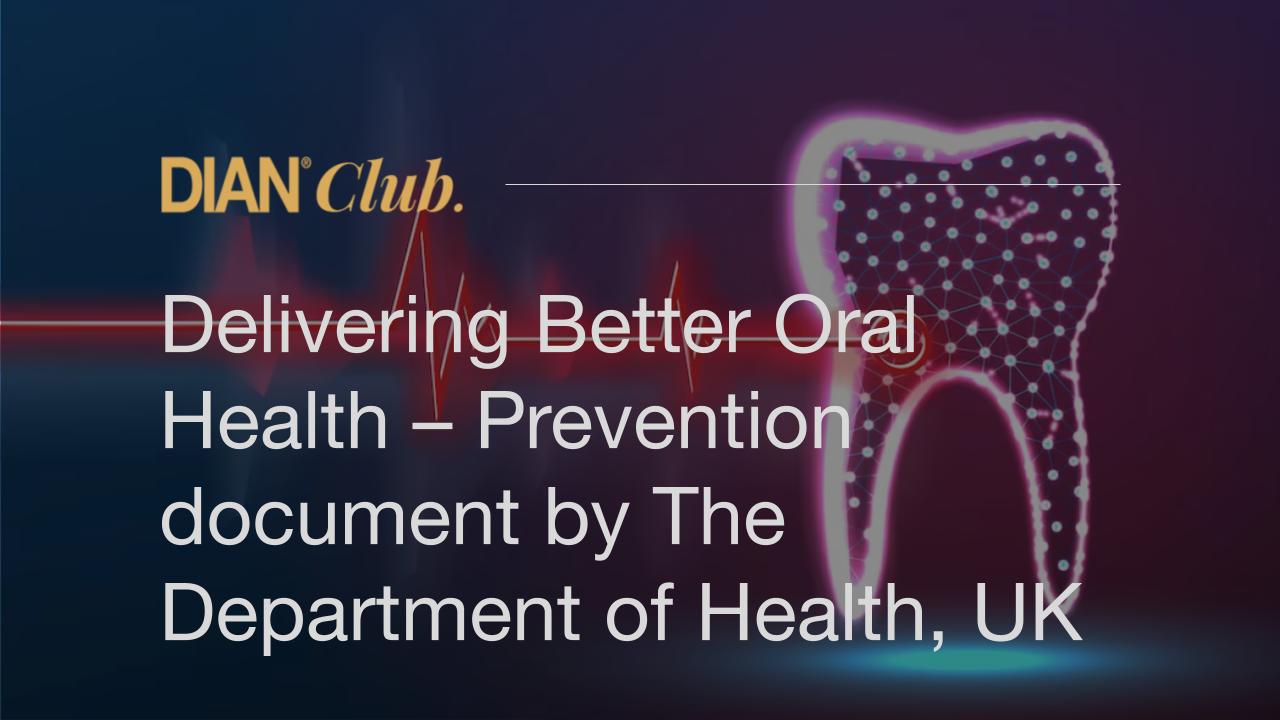 DIAN® Club.
Delivering Better Oral
Health – Prevention
document by The
Department of Health, UK